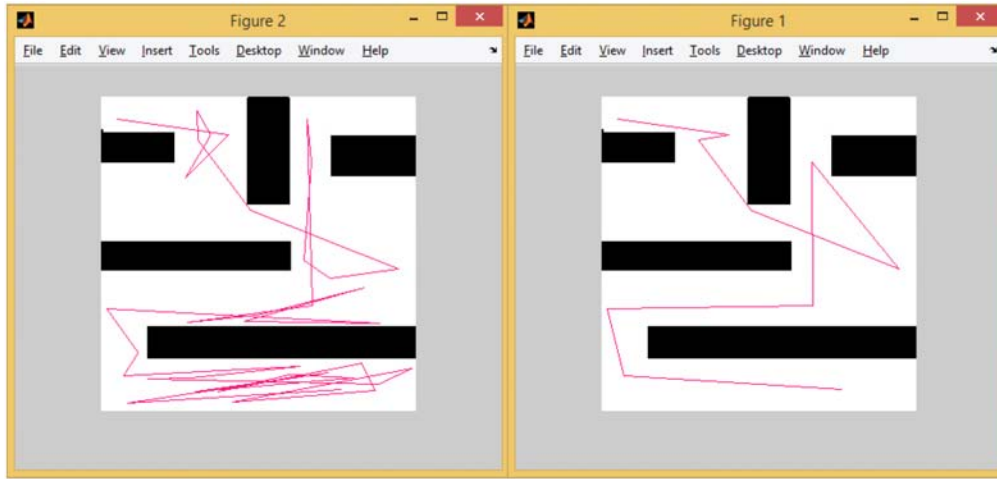 Figure 2
File Edit View Insert Tools Desktop Window Help
Figure 1
File Edit View Insert Tools Desktop Window Help